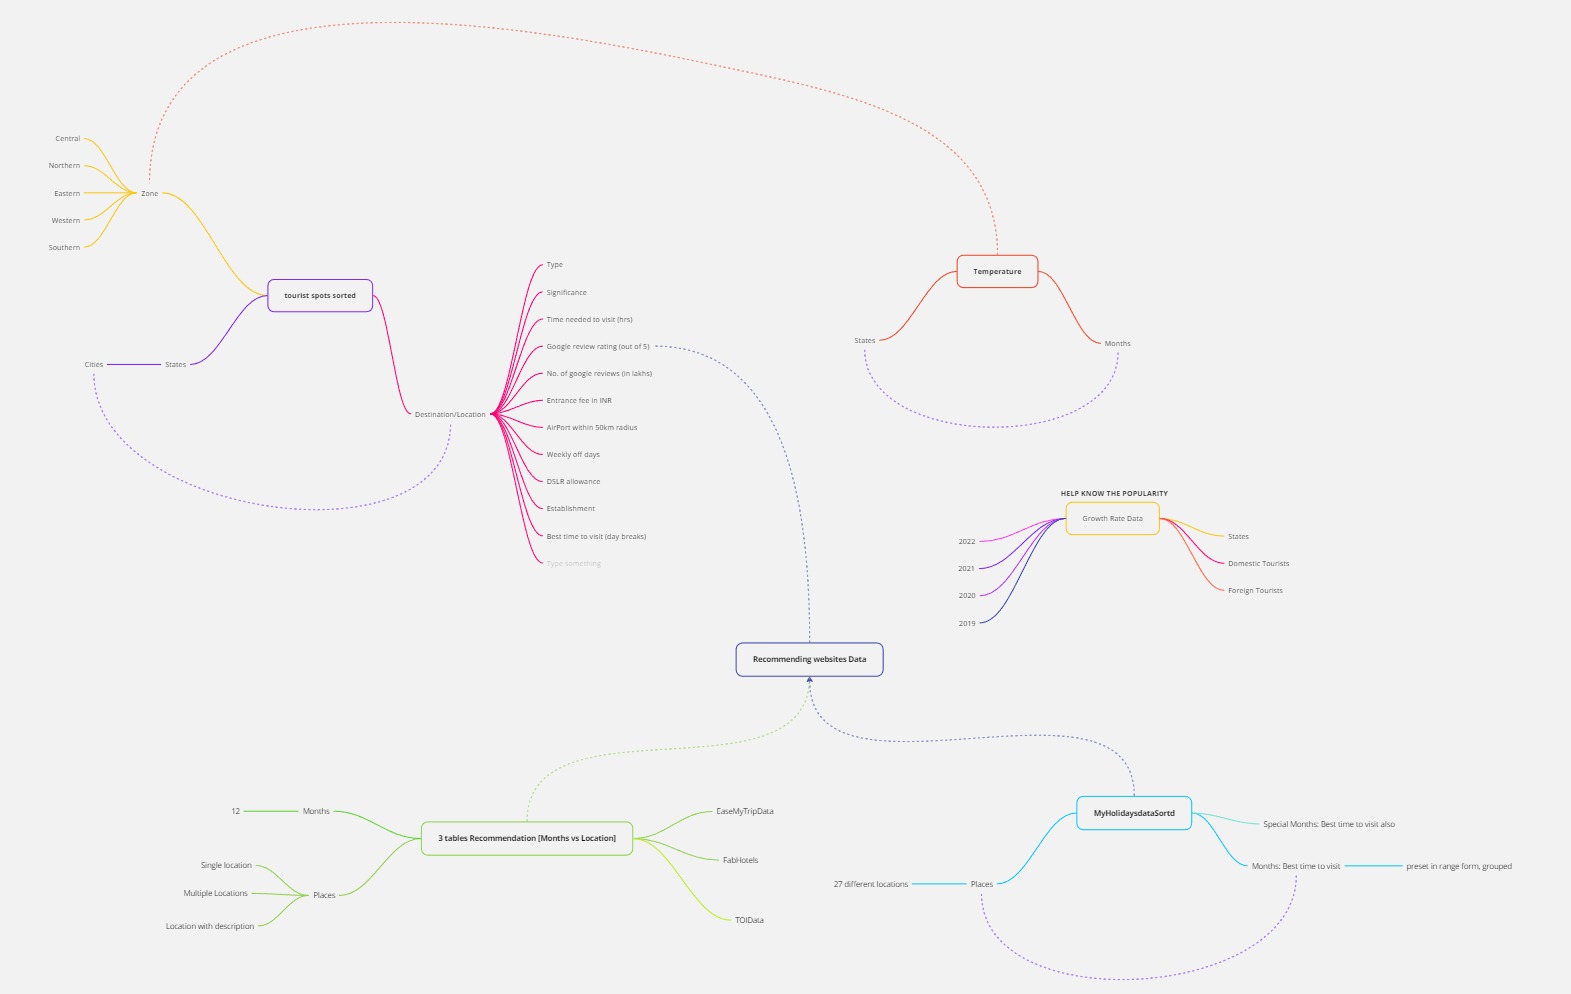 Central
Northern
Eastern
Western
Southern
Zone
tourist spots sorted
Cities
States
Destination/Location
Type
Significance
Time needed to visit (hrs)
Google review rating (out of 5)
No. of google reviews (in lakhs)
Entrance fee in INR
AirPort within 50km radius
Weekly off days
DSLR allowance
Establishment
Best time to visit (day breaks)
Type something
Temperature
States
Months
HELP KNOW THE POPULARITY
Growth Rate Data
2022
2021
2020
2019
States
Domestic Tourists
Foreign Tourists
Recommending websites Data
12
Months
Single location
Multiple Locations
Location with description
Places
3 tables Recommendation [Months vs Location]
EaseMyTripData
FabHotels
TOIData
MyHolidaysdataSortd
27 different locations
Places
Special Months: Best time to visit also
Months: Best time to visit
preset in range form, grouped